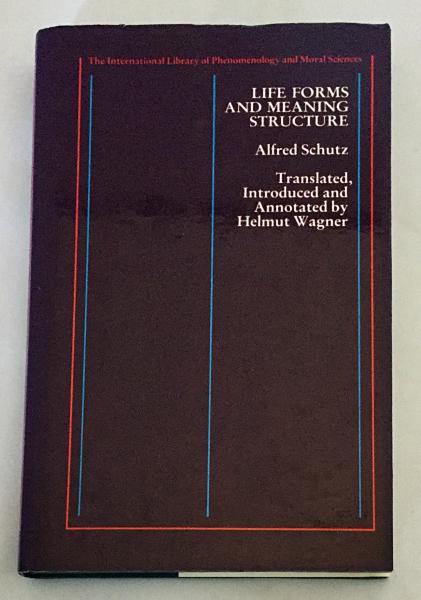 The International Library of Phenomenology and Moral Sciences
LIFE FORMS
AND MEANING
STRUCTURE
Alfred Schutz
Translated,
Introduced and
Annotated by
Helmut Wagner